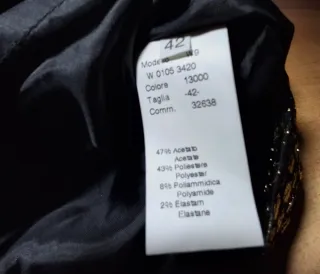 42
W 0105 3420
Colore 13000
Taglia -42-
Comm. 32638
47% Acetato
Acetate
43% Poliestere
Polyester
8% Poliammidica
Polyamide
2% Elastam
Elastane